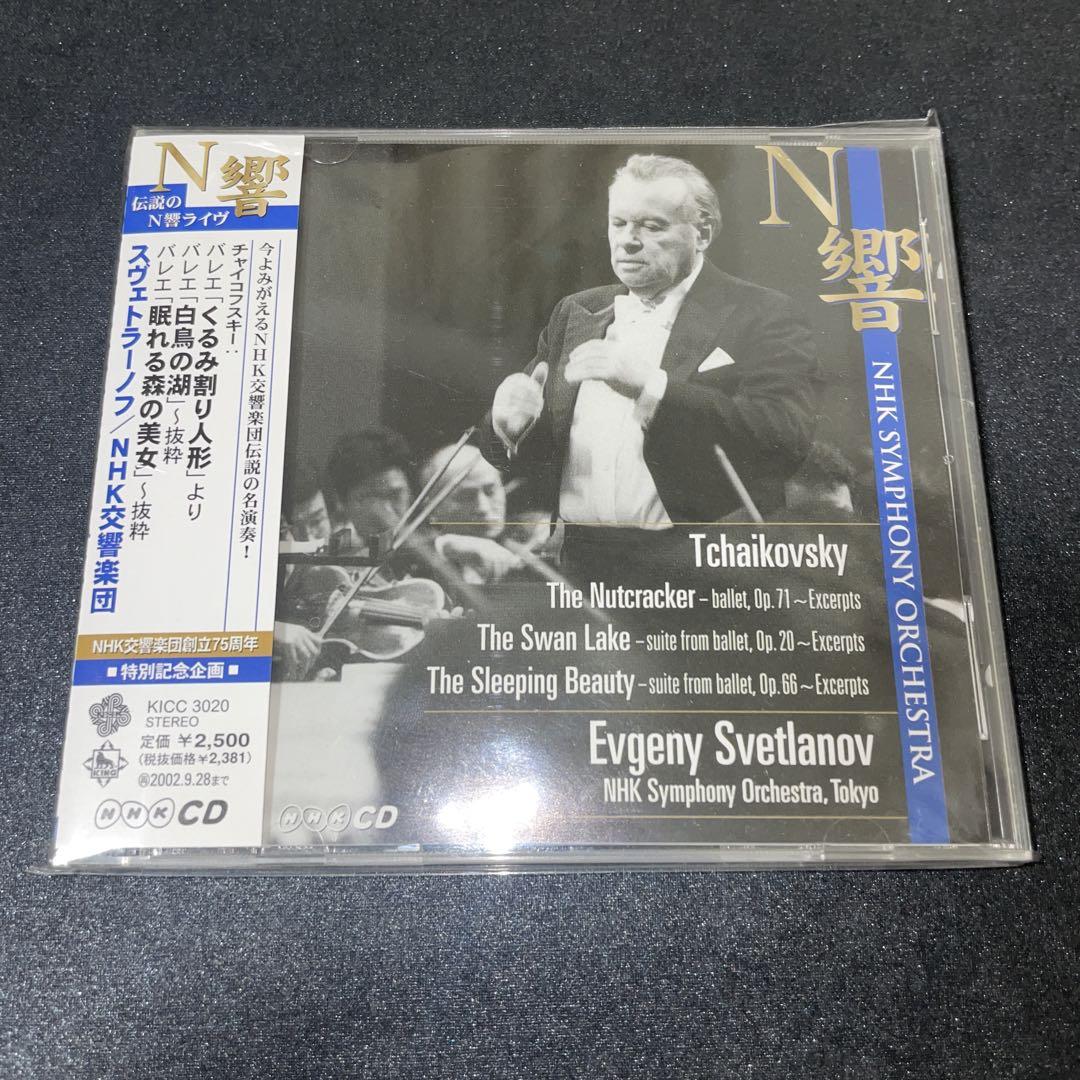 N響
伝説の
N響ライヴ
今よみがえるNHK交響楽団伝説の名演奏!
チャイコフスキー:
バレエ「くるみ割り人形」より
バレエ「白鳥の湖」～抜粋
バレエ「眠れる森の美女」～抜粋
スヴェトラーノフ/NHK交響楽団
NHK交響楽団創立75周年
■特別記念企画■
KICC 3020
STEREO
定価 ¥2,500
(税抜価格¥2,381)
㊢2002.9.28まで
KING
NHK CD
N響
NHK SYMPHONY ORCHESTRA
Tchaikovsky
The Nutcracker – ballet, Op. 71 ~ Excerpts
The Swan Lake – suite from ballet, Op. 20 ~ Excerpts
The Sleeping Beauty – suite from ballet, Op. 66 ~ Excerpts
Evgeny Svetlanov
NHK Symphony Orchestra, Tokyo
NHK CD